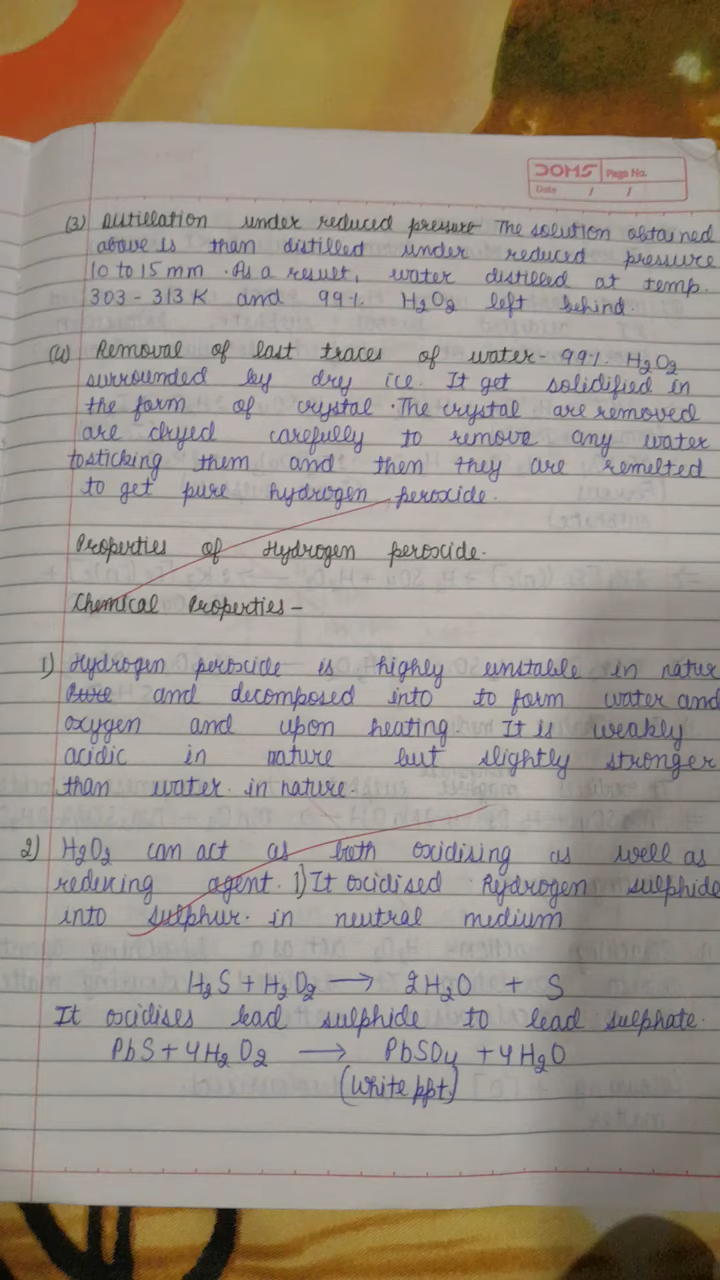 DOMS Page No.
Date / /
(3) Distillation under reduced pressure The solution obtained
above is than distilled under reduced pressure
10 to 15 mm. As a result, water distilled at temp.
303-313 K and 99%. H₂O₂ left behind.
Removal of last traces of water- 99%. H₂O₂
surrounded by dry ice. It get solidified in
the form of crystal. The crystal are removed
are dryed carefully to remove any water
sticking them and then they are remelted
to get pure hydrogen peroxide.
Properties of Hydrogen peroxide.
Chemical Properties-
1) Hydrogen peroxide is highly unstable in natur
and decomposed into to form water and
oxygen and upon heating. It is weakly
acidic in nature but slightly stronger
than water in nature.
2) H₂O₂ can act as both oxidising as well as
reducing agent. 1) It oxidised Hydrogen sulphide
into sulphur. in neutral medium
H₂S + H₂O₂ → 2H₂O + S
It oxidises lead sulphide to lead sulphate.
PbS + 4H₂O₂ → PbSO₄ + 4H₂O
(White ppt.)